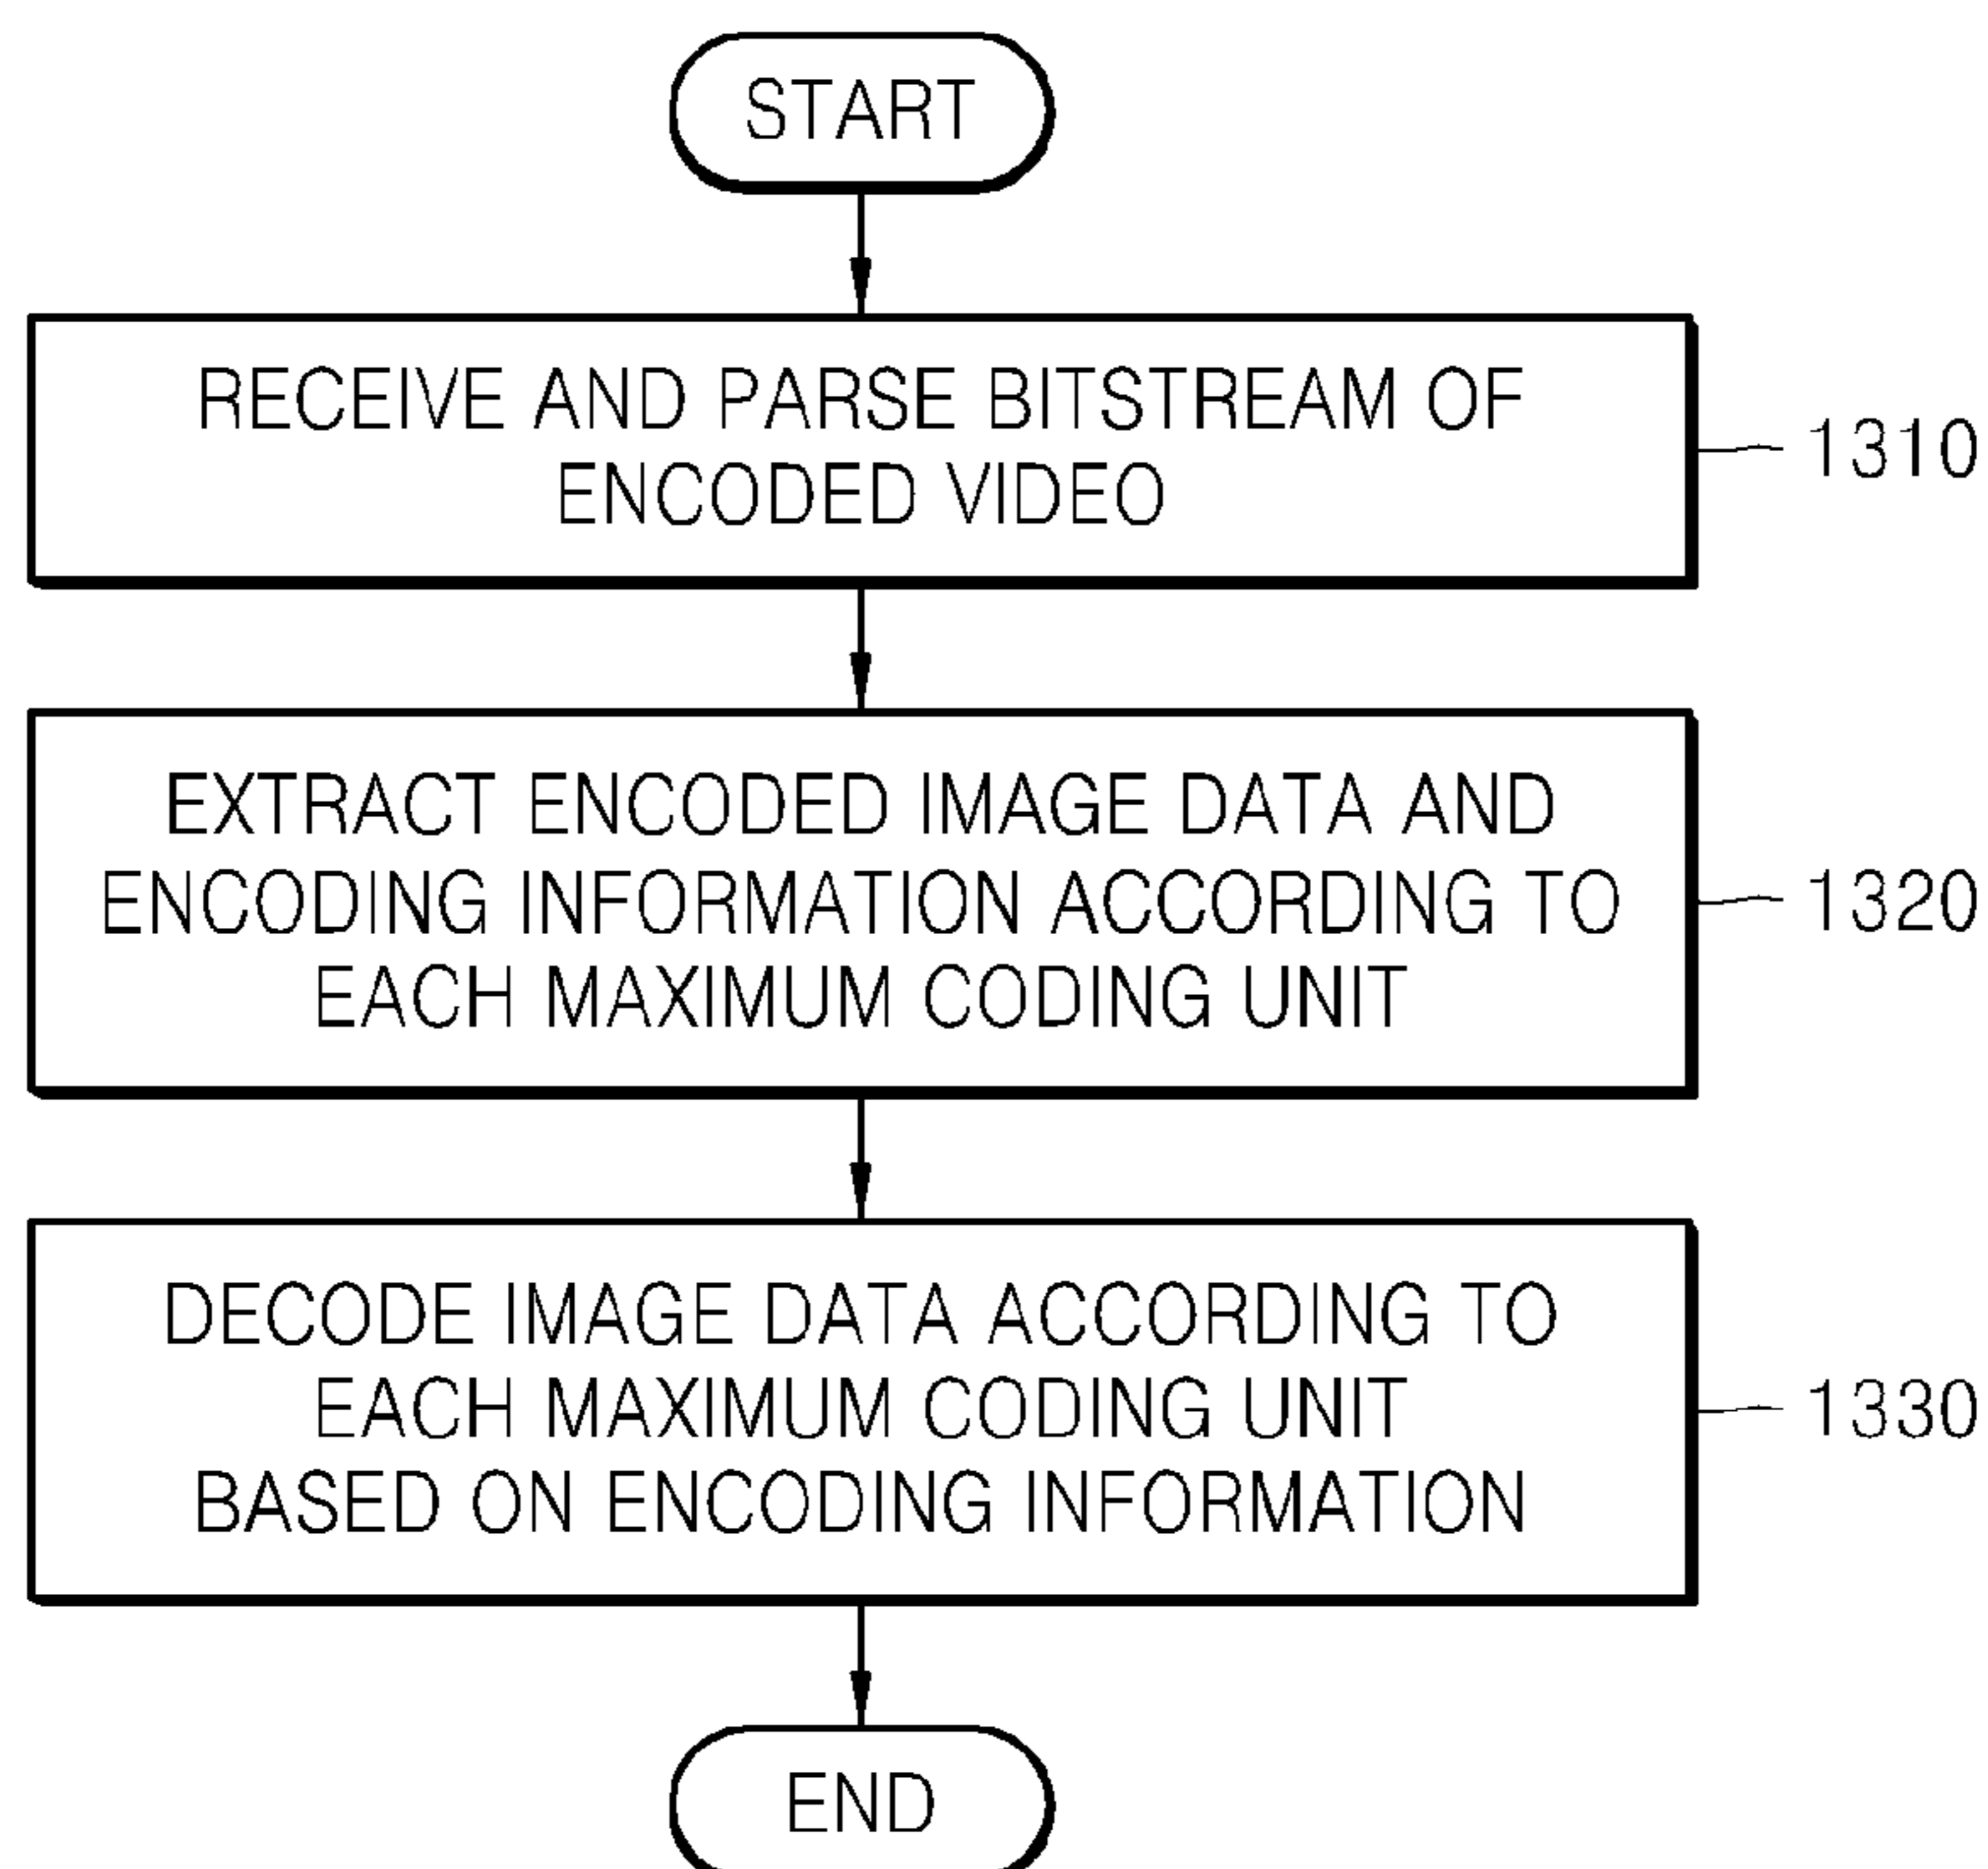 START
RECEIVE AND PARSE BITSTREAM OF
ENCODED VIDEO
1310
EXTRACT ENCODED IMAGE DATA AND
ENCODING INFORMATION ACCORDING TO
EACH MAXIMUM CODING UNIT
1320
DECODE IMAGE DATA ACCORDING TO
EACH MAXIMUM CODING UNIT
BASED ON ENCODING INFORMATION
1330
END